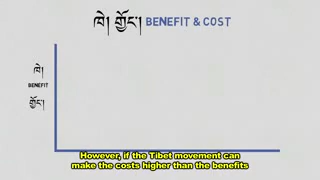 ཁེ། གྱོང་། BENEFIT & COST
ཁེ།
BENEFIT
གྱོང་།
However, if the Tibet movement can
make the costs higher than the benefits